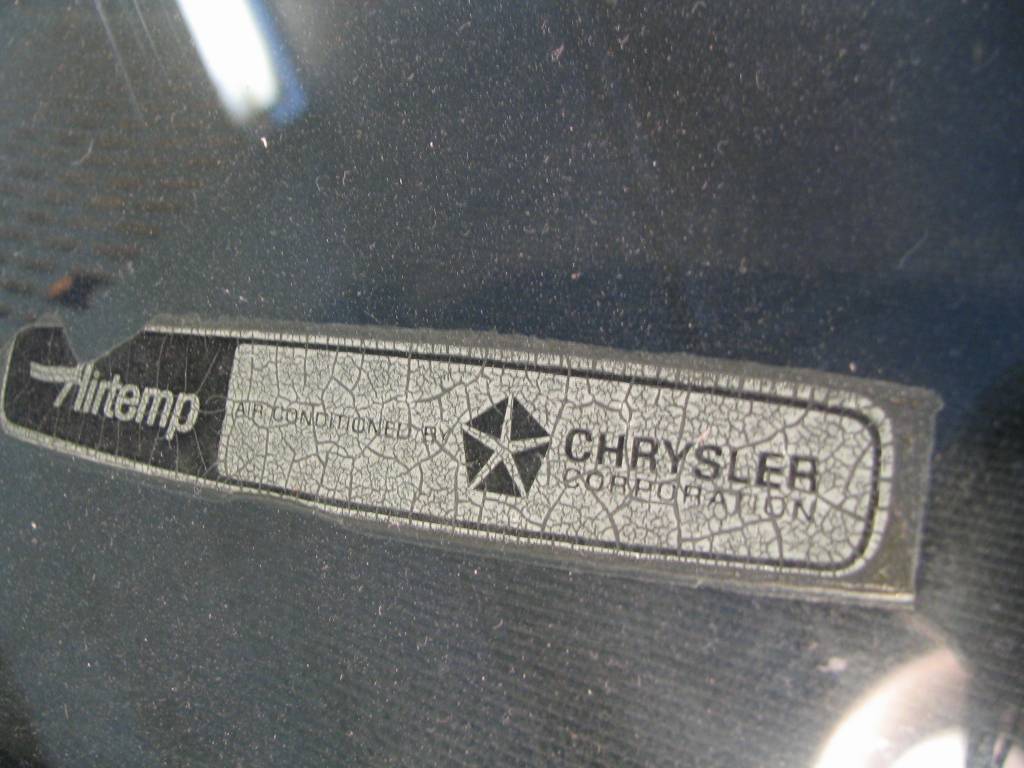 Airtemp
AIR CONDITIONED BY
CHRYSLER
CORPORATION